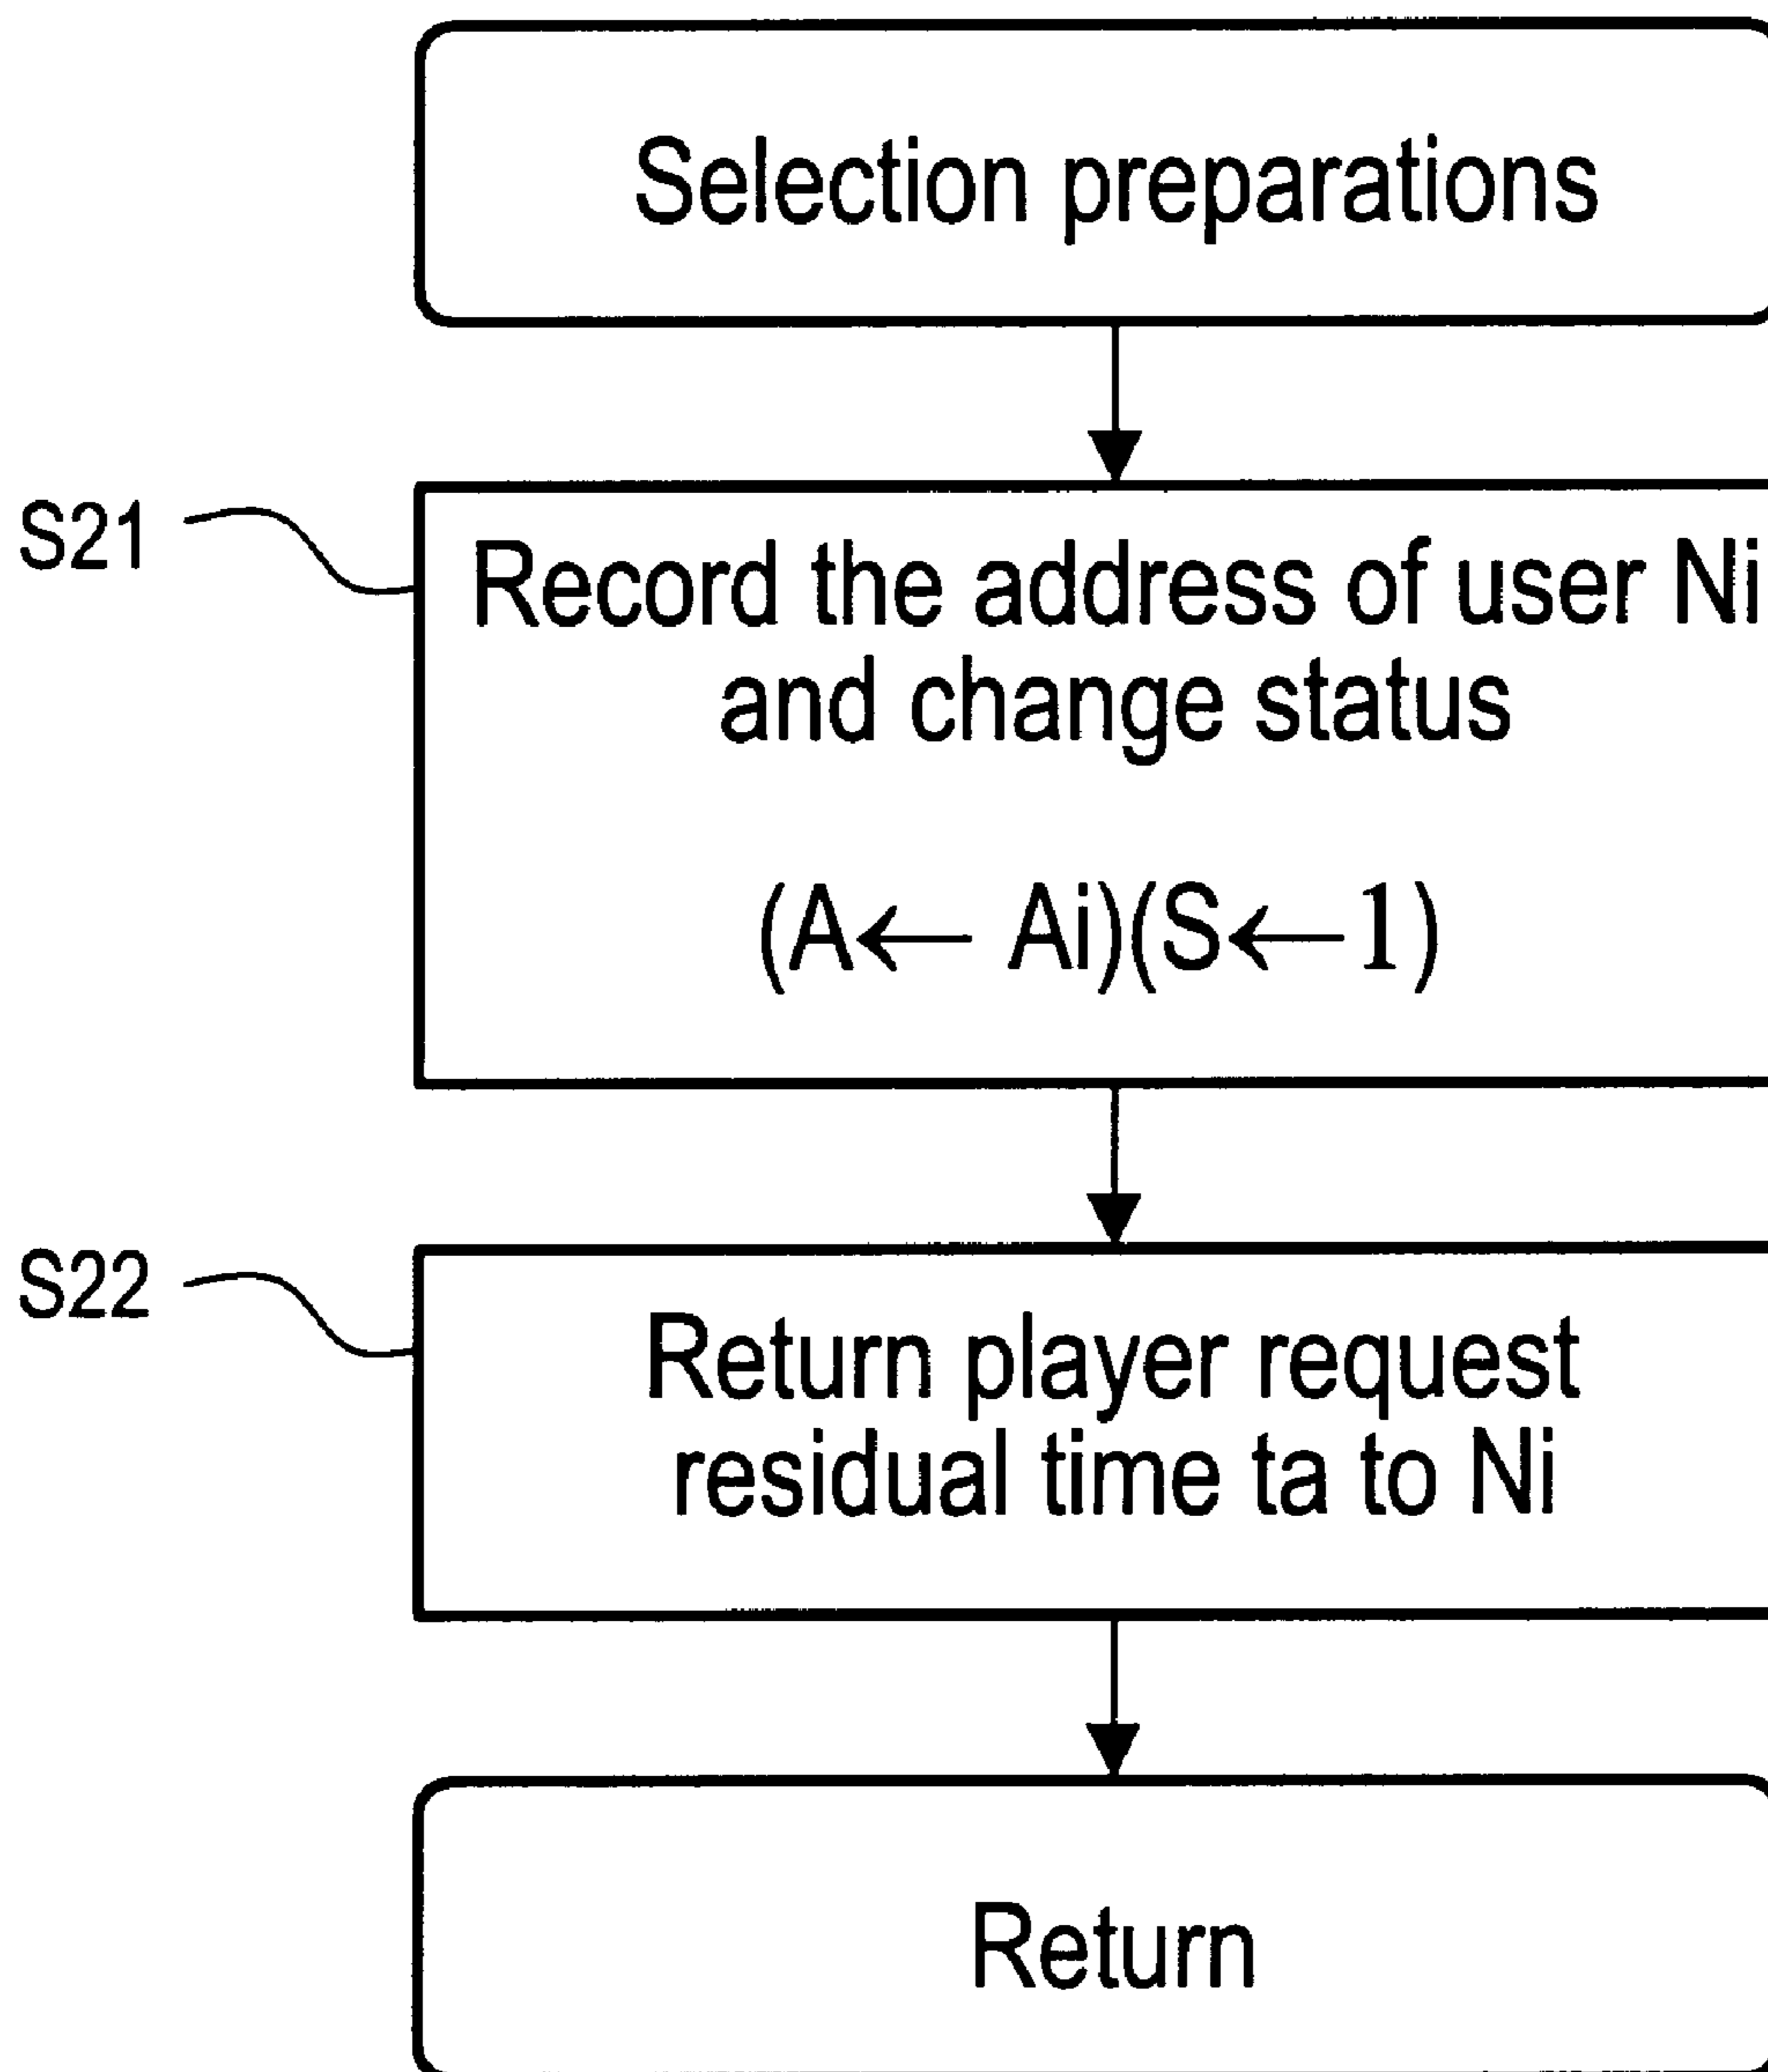 Selection preparations
S21
Record the address of user Ni
and change status
(A← Ai)(S←1)
S22
Return player request
residual time ta to Ni
Return